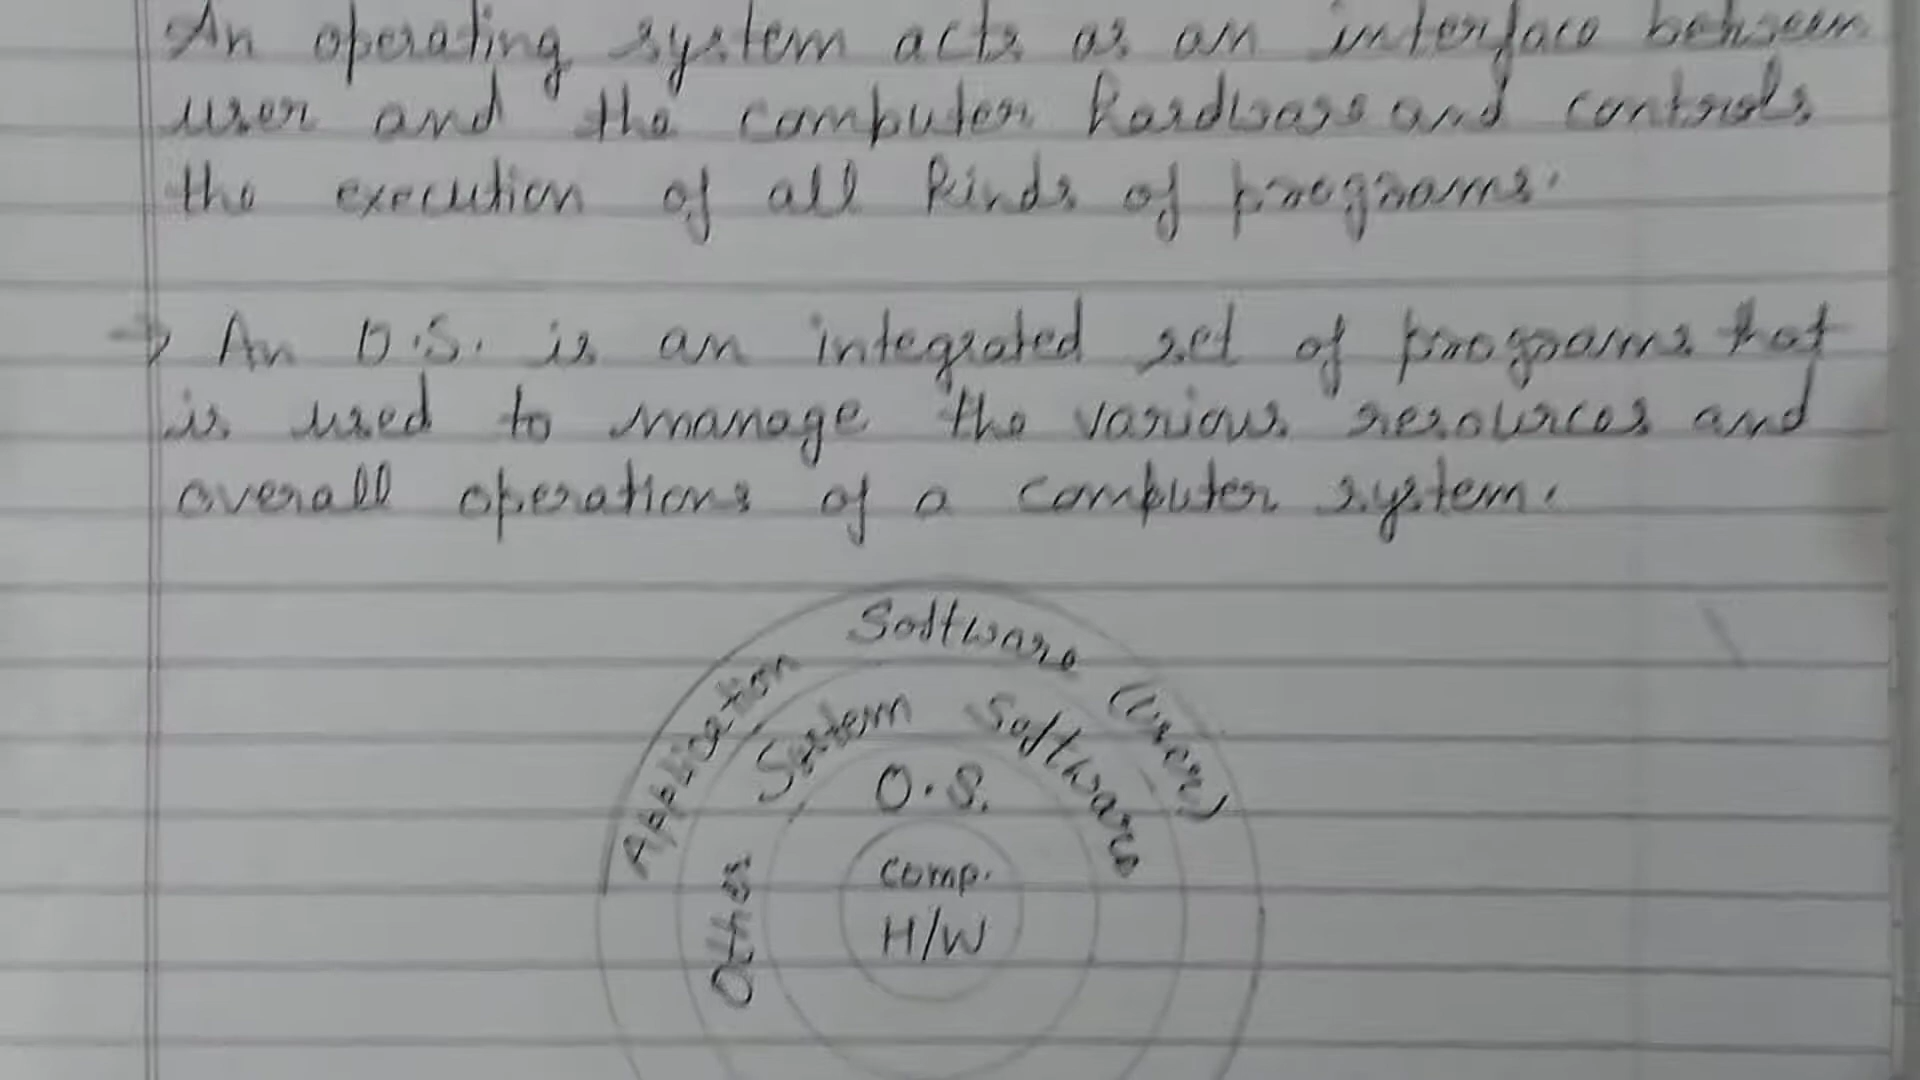 An operating system acts as an interface between
user and the computer hardware and controls
the execution of all kinds of programs.
→ An O.S. is an integrated set of programs that
is used to manage the various resources and
overall operations of a computer system.
Application Software (User)
Other System Software
O.S.
comp.
H/W